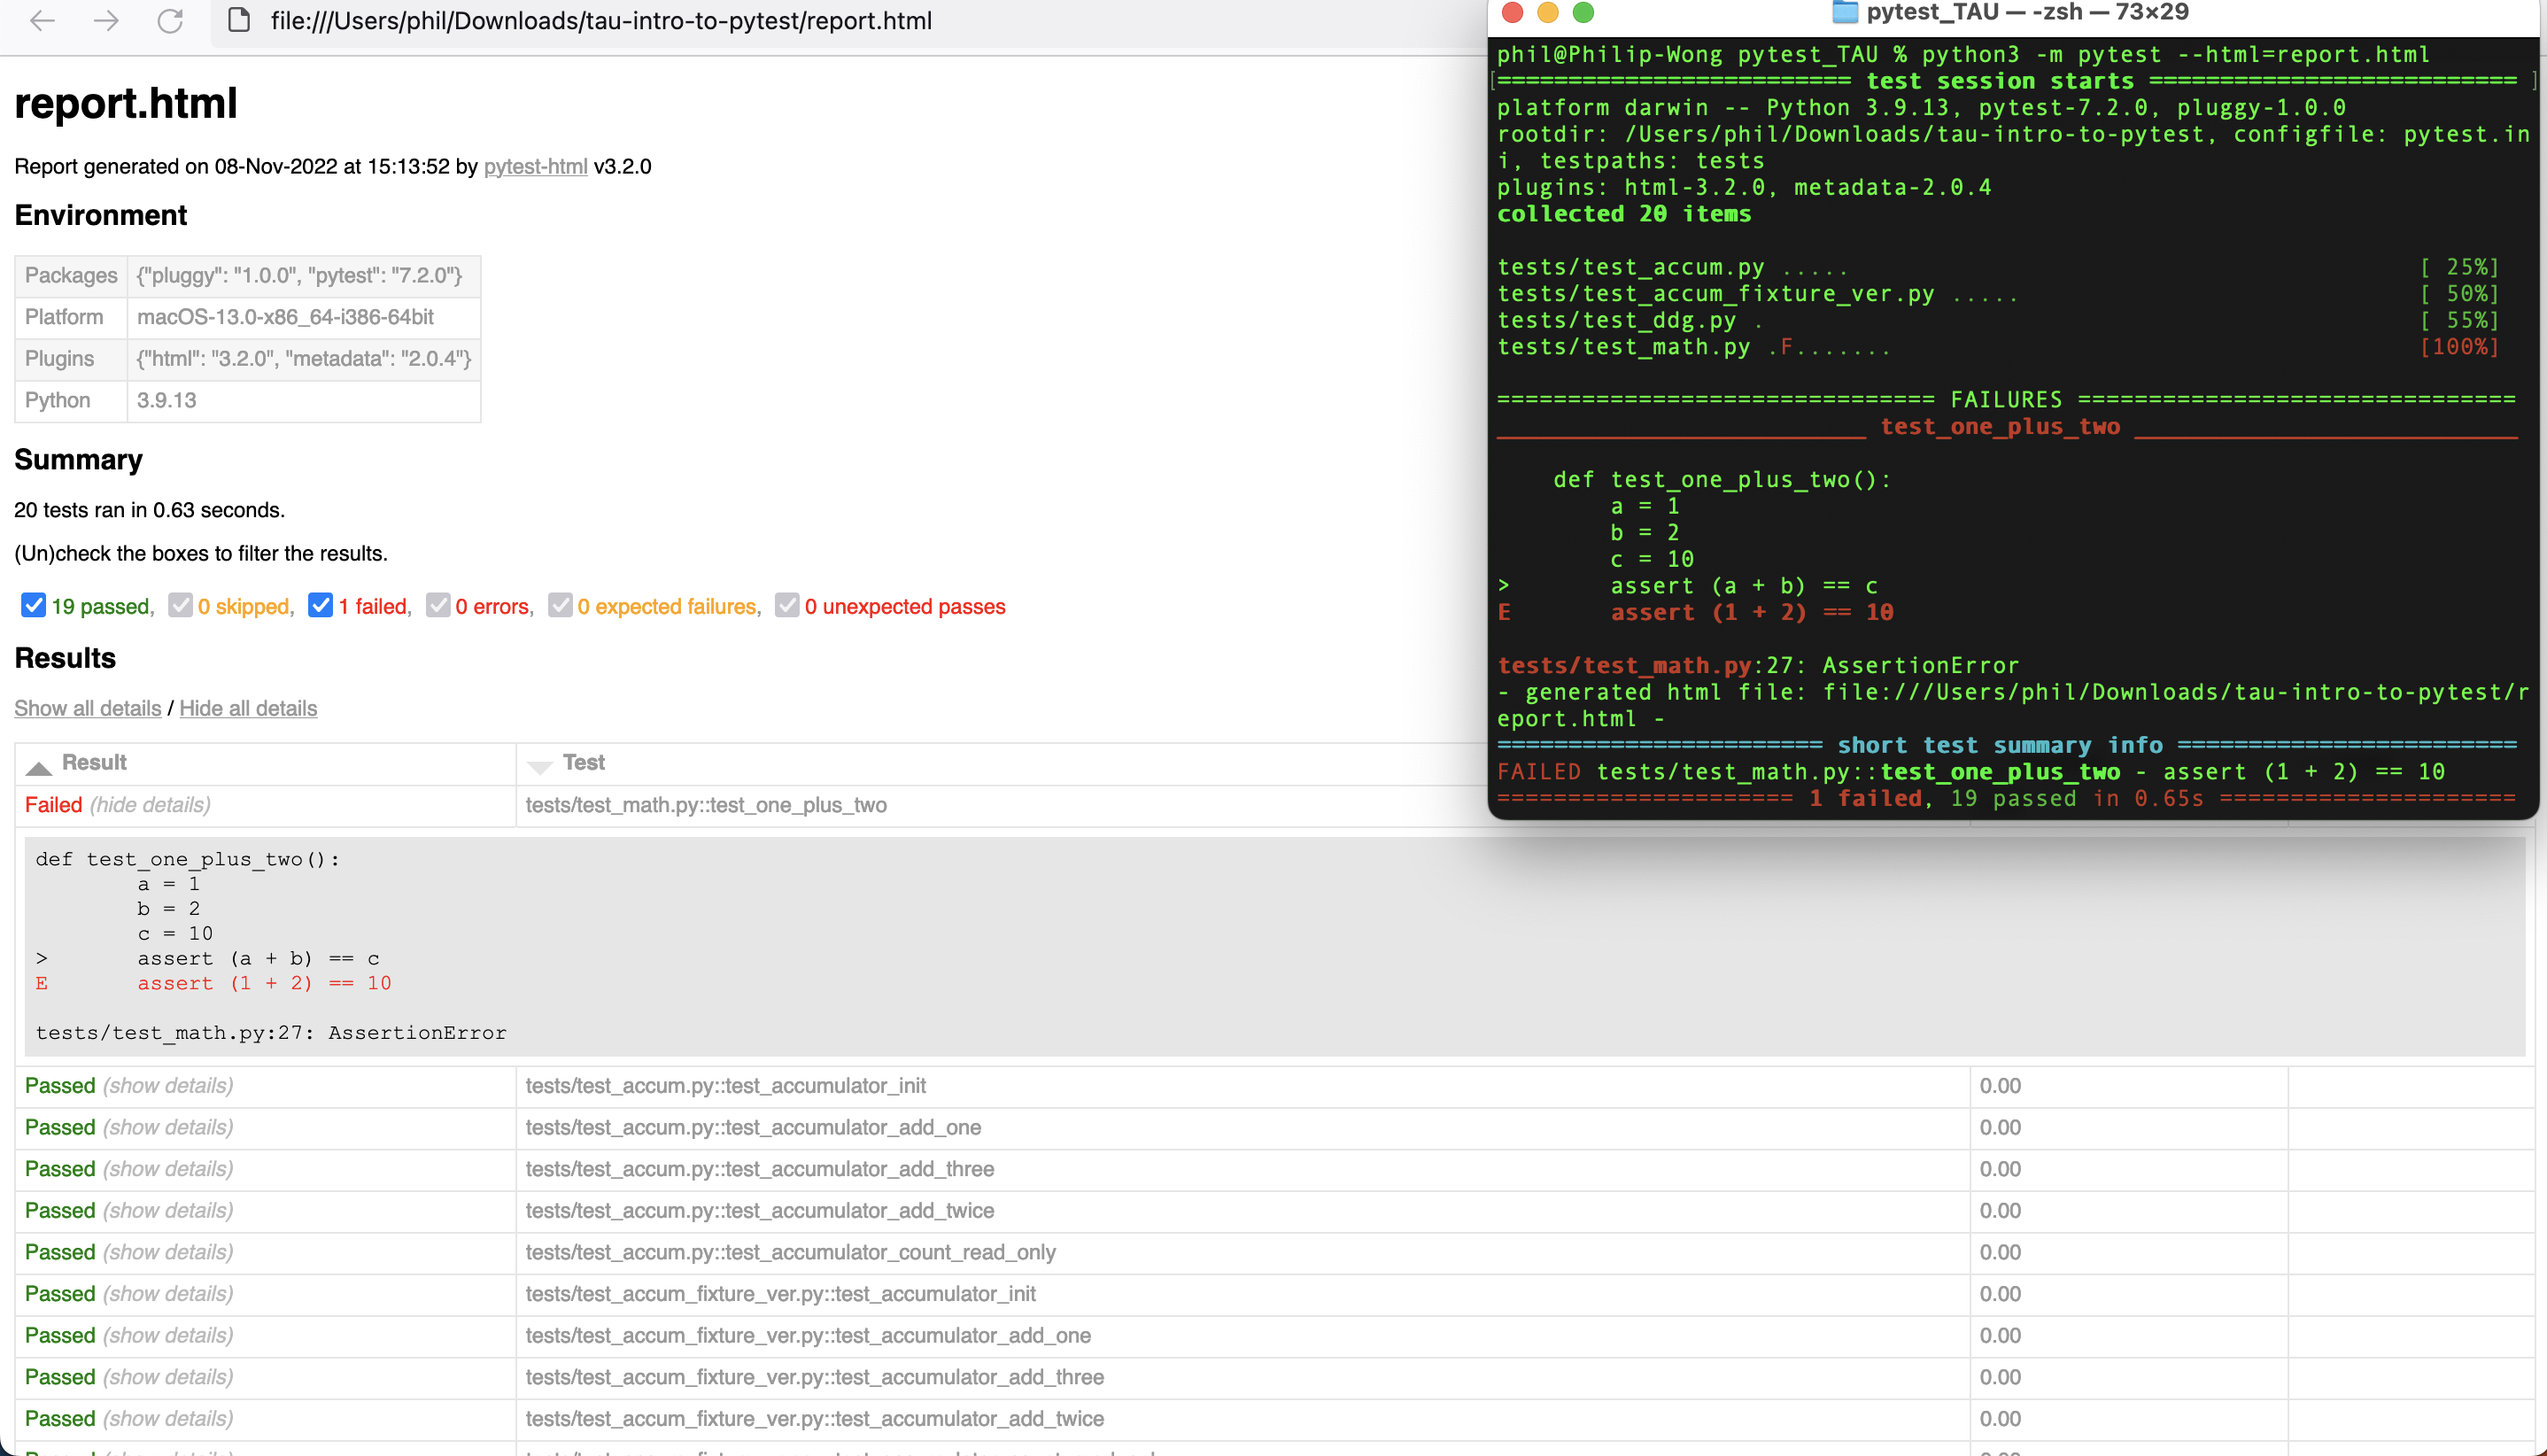 file:///Users/phil/Downloads/tau-intro-to-pytest/report.html
report.html
Report generated on 08-Nov-2022 at 15:13:52 by pytest-html v3.2.0
Environment
Packages {"pluggy": "1.0.0", "pytest": "7.2.0"}
Platform macOS-13.0-x86_64-i386-64bit
Plugins {"html": "3.2.0", "metadata": "2.0.4"}
Python 3.9.13
Summary
20 tests ran in 0.63 seconds.
(Un)check the boxes to filter the results.
19 passed, 0 skipped, 1 failed, 0 errors, 0 expected failures, 0 unexpected passes
Results
Show all details / Hide all details
Result Test
Failed (hide details) tests/test_math.py::test_one_plus_two
def test_one_plus_two():
a = 1
b = 2
c = 10
> assert (a + b) == c
E assert (1 + 2) == 10
tests/test_math.py:27: AssertionError
Passed (show details) tests/test_accum.py::test_accumulator_init 0.00
Passed (show details) tests/test_accum.py::test_accumulator_add_one 0.00
Passed (show details) tests/test_accum.py::test_accumulator_add_three 0.00
Passed (show details) tests/test_accum.py::test_accumulator_add_twice 0.00
Passed (show details) tests/test_accum.py::test_accumulator_count_read_only 0.00
Passed (show details) tests/test_accum_fixture_ver.py::test_accumulator_init 0.00
Passed (show details) tests/test_accum_fixture_ver.py::test_accumulator_add_one 0.00
Passed (show details) tests/test_accum_fixture_ver.py::test_accumulator_add_three 0.00
Passed (show details) tests/test_accum_fixture_ver.py::test_accumulator_add_twice 0.00
pytest_TAU — -zsh — 73×29
phil@Philip-Wong pytest_TAU % python3 -m pytest --html=report.html
[========================= test session starts ==========================]
platform darwin -- Python 3.9.13, pytest-7.2.0, pluggy-1.0.0
rootdir: /Users/phil/Downloads/tau-intro-to-pytest, configfile: pytest.in
i, testpaths: tests
plugins: html-3.2.0, metadata-2.0.4
collected 20 items
tests/test_accum.py ..... [ 25%]
tests/test_accum_fixture_ver.py ..... [ 50%]
tests/test_ddg.py . [ 55%]
tests/test_math.py .F....... [100%]
=============================== FAILURES ===============================
__________________________ test_one_plus_two ___________________________
def test_one_plus_two():
a = 1
b = 2
c = 10
> assert (a + b) == c
E assert (1 + 2) == 10
tests/test_math.py:27: AssertionError
- generated html file: file:///Users/phil/Downloads/tau-intro-to-pytest/r
eport.html -
======================= short test summary info ========================
FAILED tests/test_math.py::test_one_plus_two - assert (1 + 2) == 10
===================== 1 failed, 19 passed in 0.65s =====================